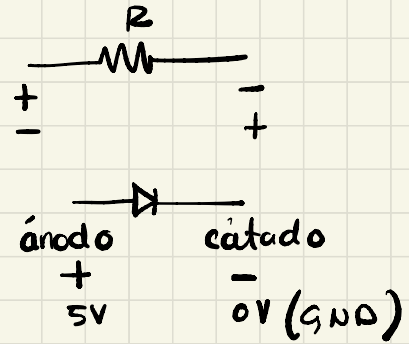 R
+ -
- +
ánodo cátado
+ -
5V 0V (GND)